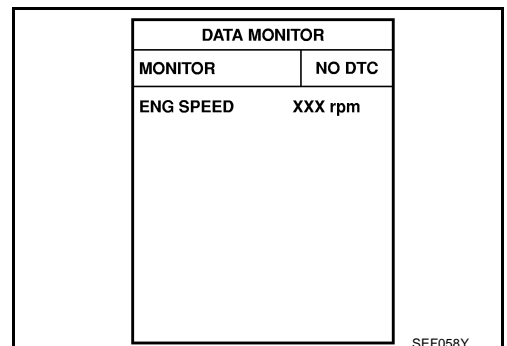 DATA MONITOR
MONITOR NO DTC
ENG SPEED XXX rpm
SEF058Y